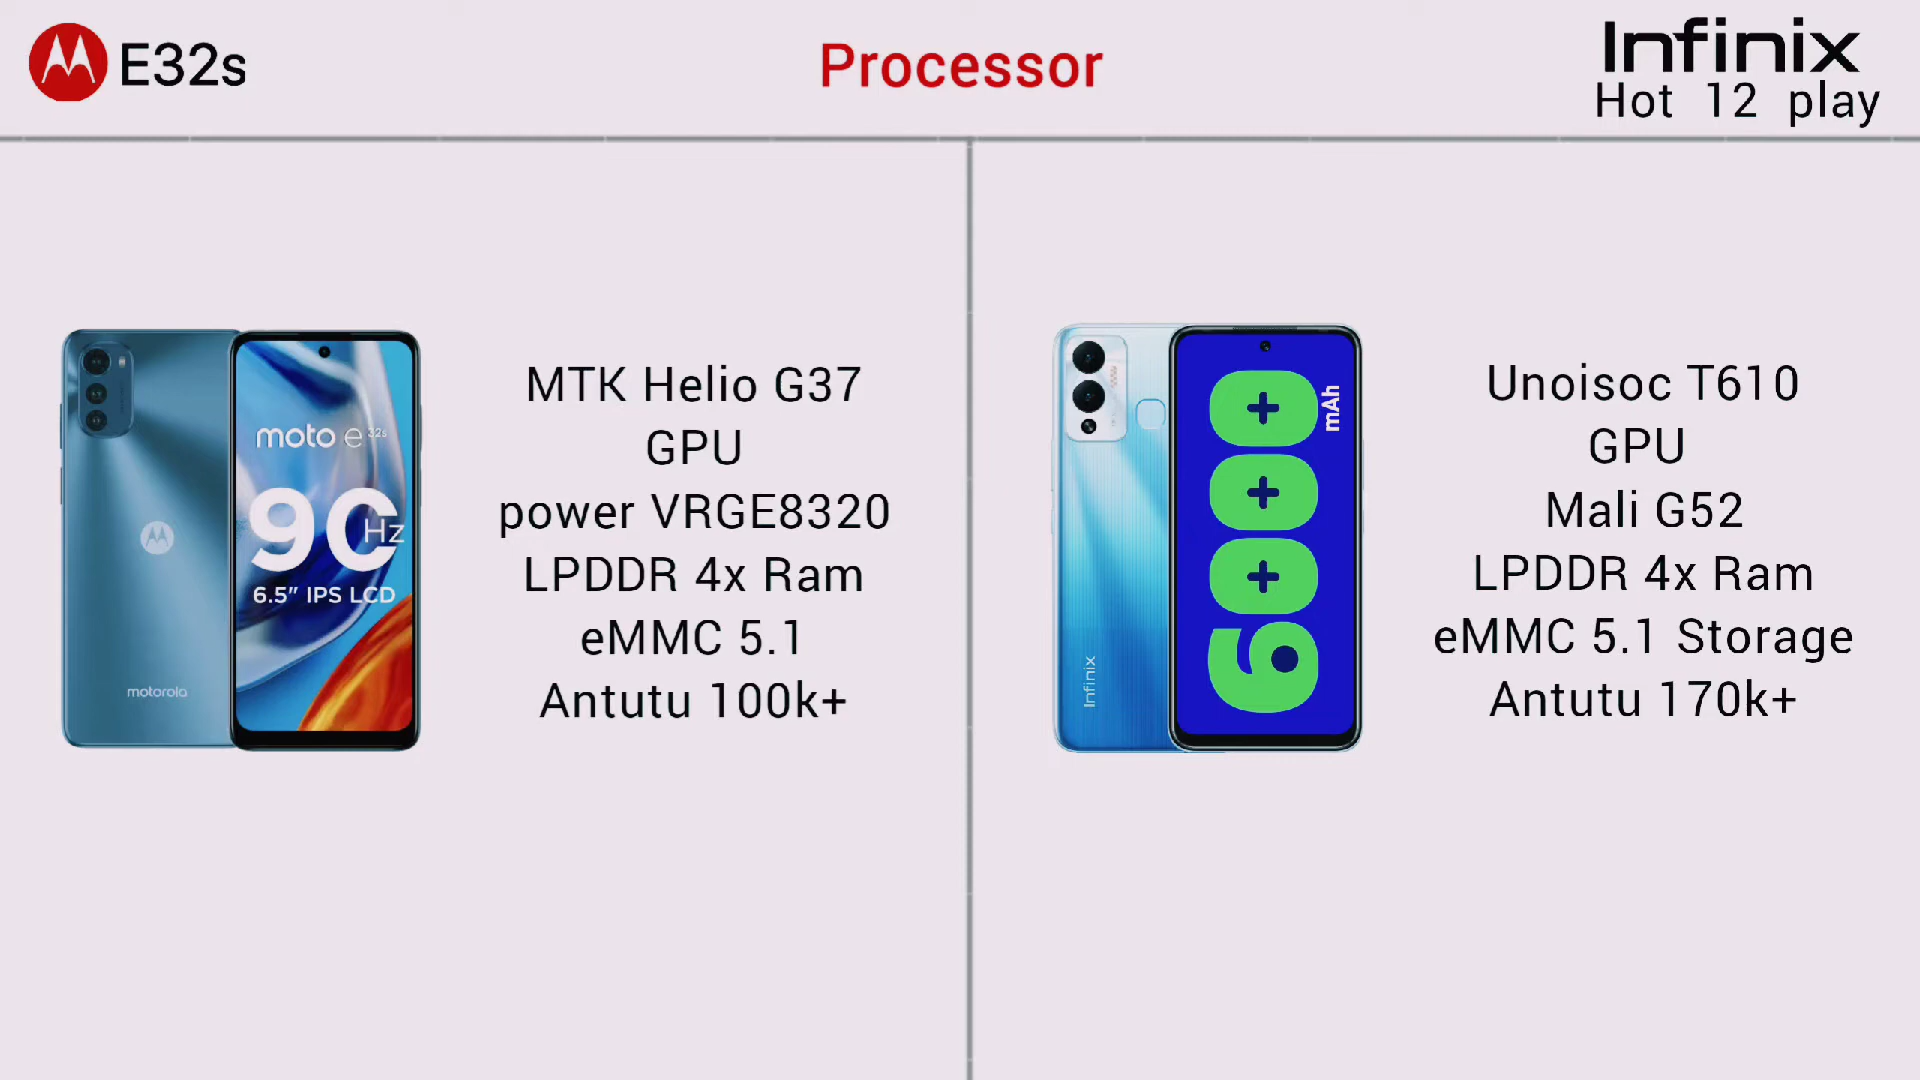 E32s
Processor
Infinix
Hot 12 play
moto e 32s
90Hz
6.5” IPS LCD
motorola
MTK Helio G37
GPU
power VRGE8320
LPDDR 4x Ram
eMMC 5.1
Antutu 100k+
Infinix
6000
+++
mAh
Unoisoc T610
GPU
Mali G52
LPDDR 4x Ram
eMMC 5.1 Storage
Antutu 170k+